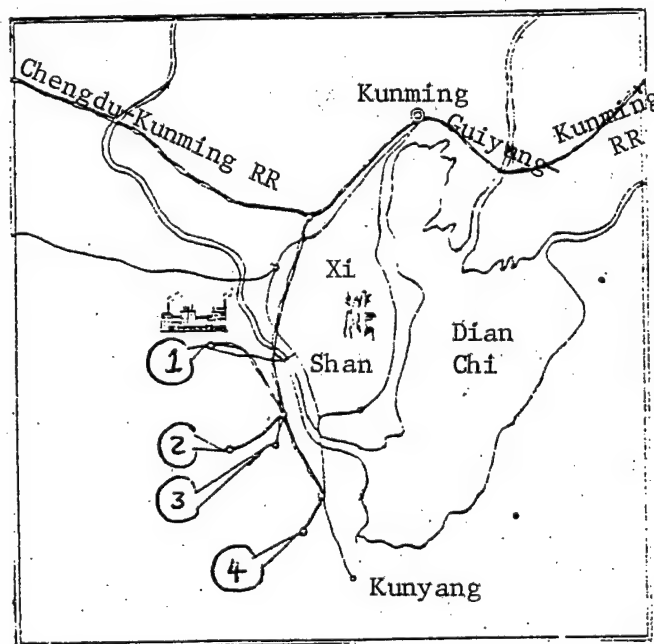 Kunming
Chengdu-Kunming RR
Guiyang Kunming
RR
Xi
Shan
Dian
Chi
1
2
3
4
Kunyang